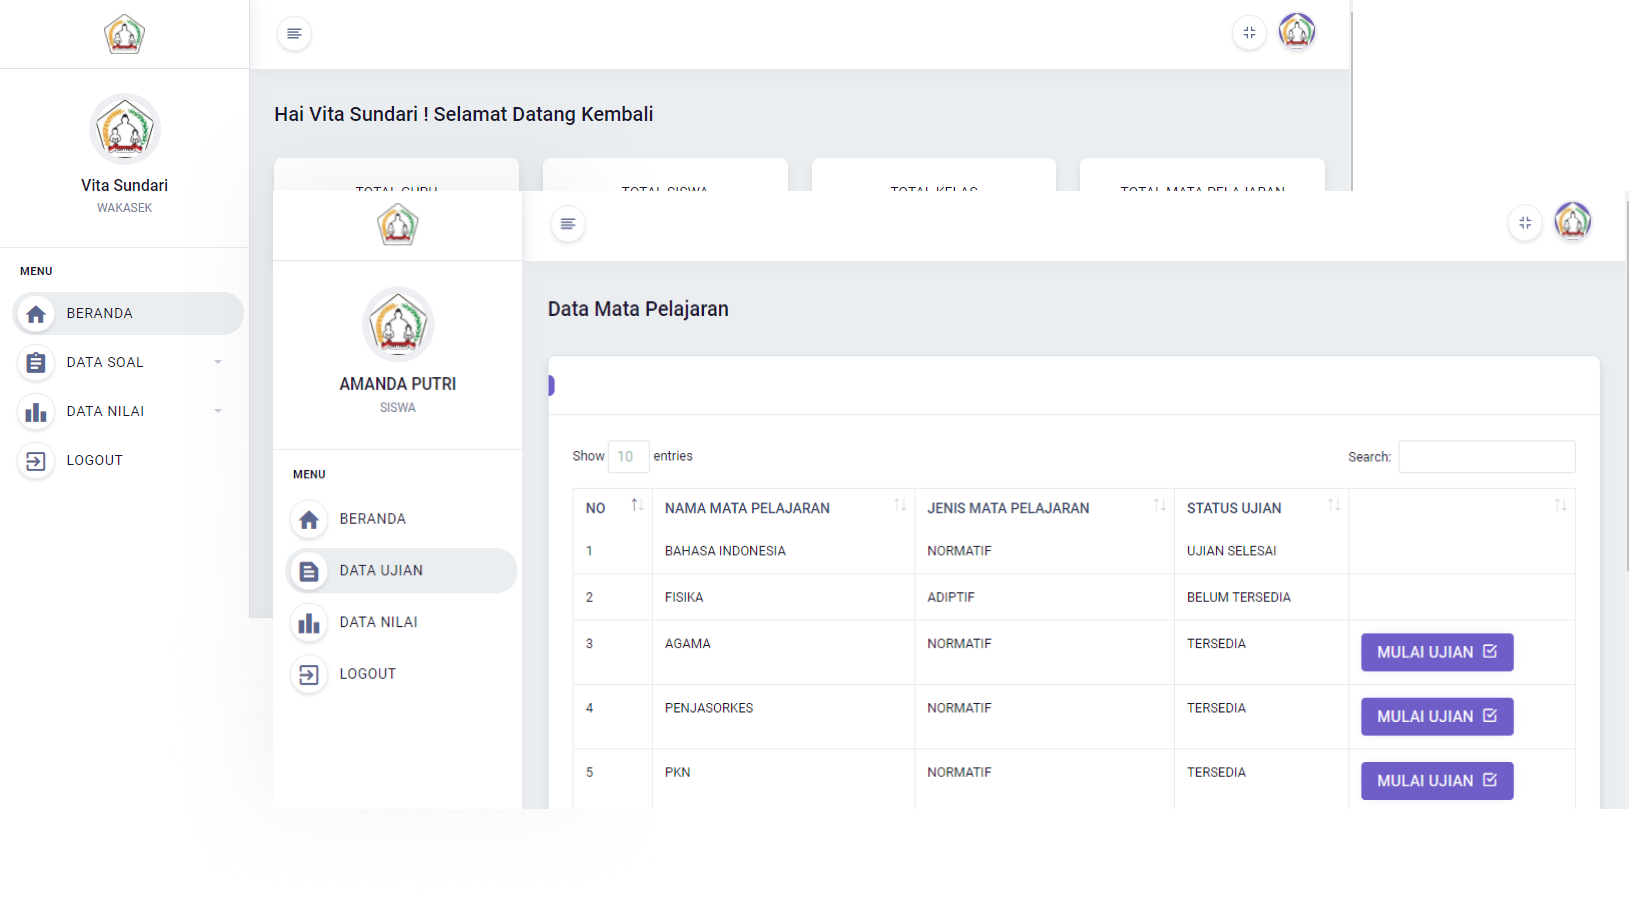 Hai Vita Sundari ! Selamat Datang Kembali
Vita Sundari
WAKASEK
MENU
BERANDA
DATA SOAL
DATA NILAI
LOGOUT
TOTAL GURU
TOTAL SISWA
TOTAL KELAS
TOTAL MATA PELAJARAN
AMANDA PUTRI
SISWA
MENU
BERANDA
DATA UJIAN
DATA NILAI
LOGOUT
Data Mata Pelajaran
Show 10 entries
Search:
NO NAMA MATA PELAJARAN JENIS MATA PELAJARAN STATUS UJIAN
1 BAHASA INDONESIA NORMATIF UJIAN SELESAI
2 FISIKA ADIPTIF BELUM TERSEDIA
3 AGAMA NORMATIF TERSEDIA MULAI UJIAN
4 PENJASORKES NORMATIF TERSEDIA MULAI UJIAN
5 PKN NORMATIF TERSEDIA MULAI UJIAN